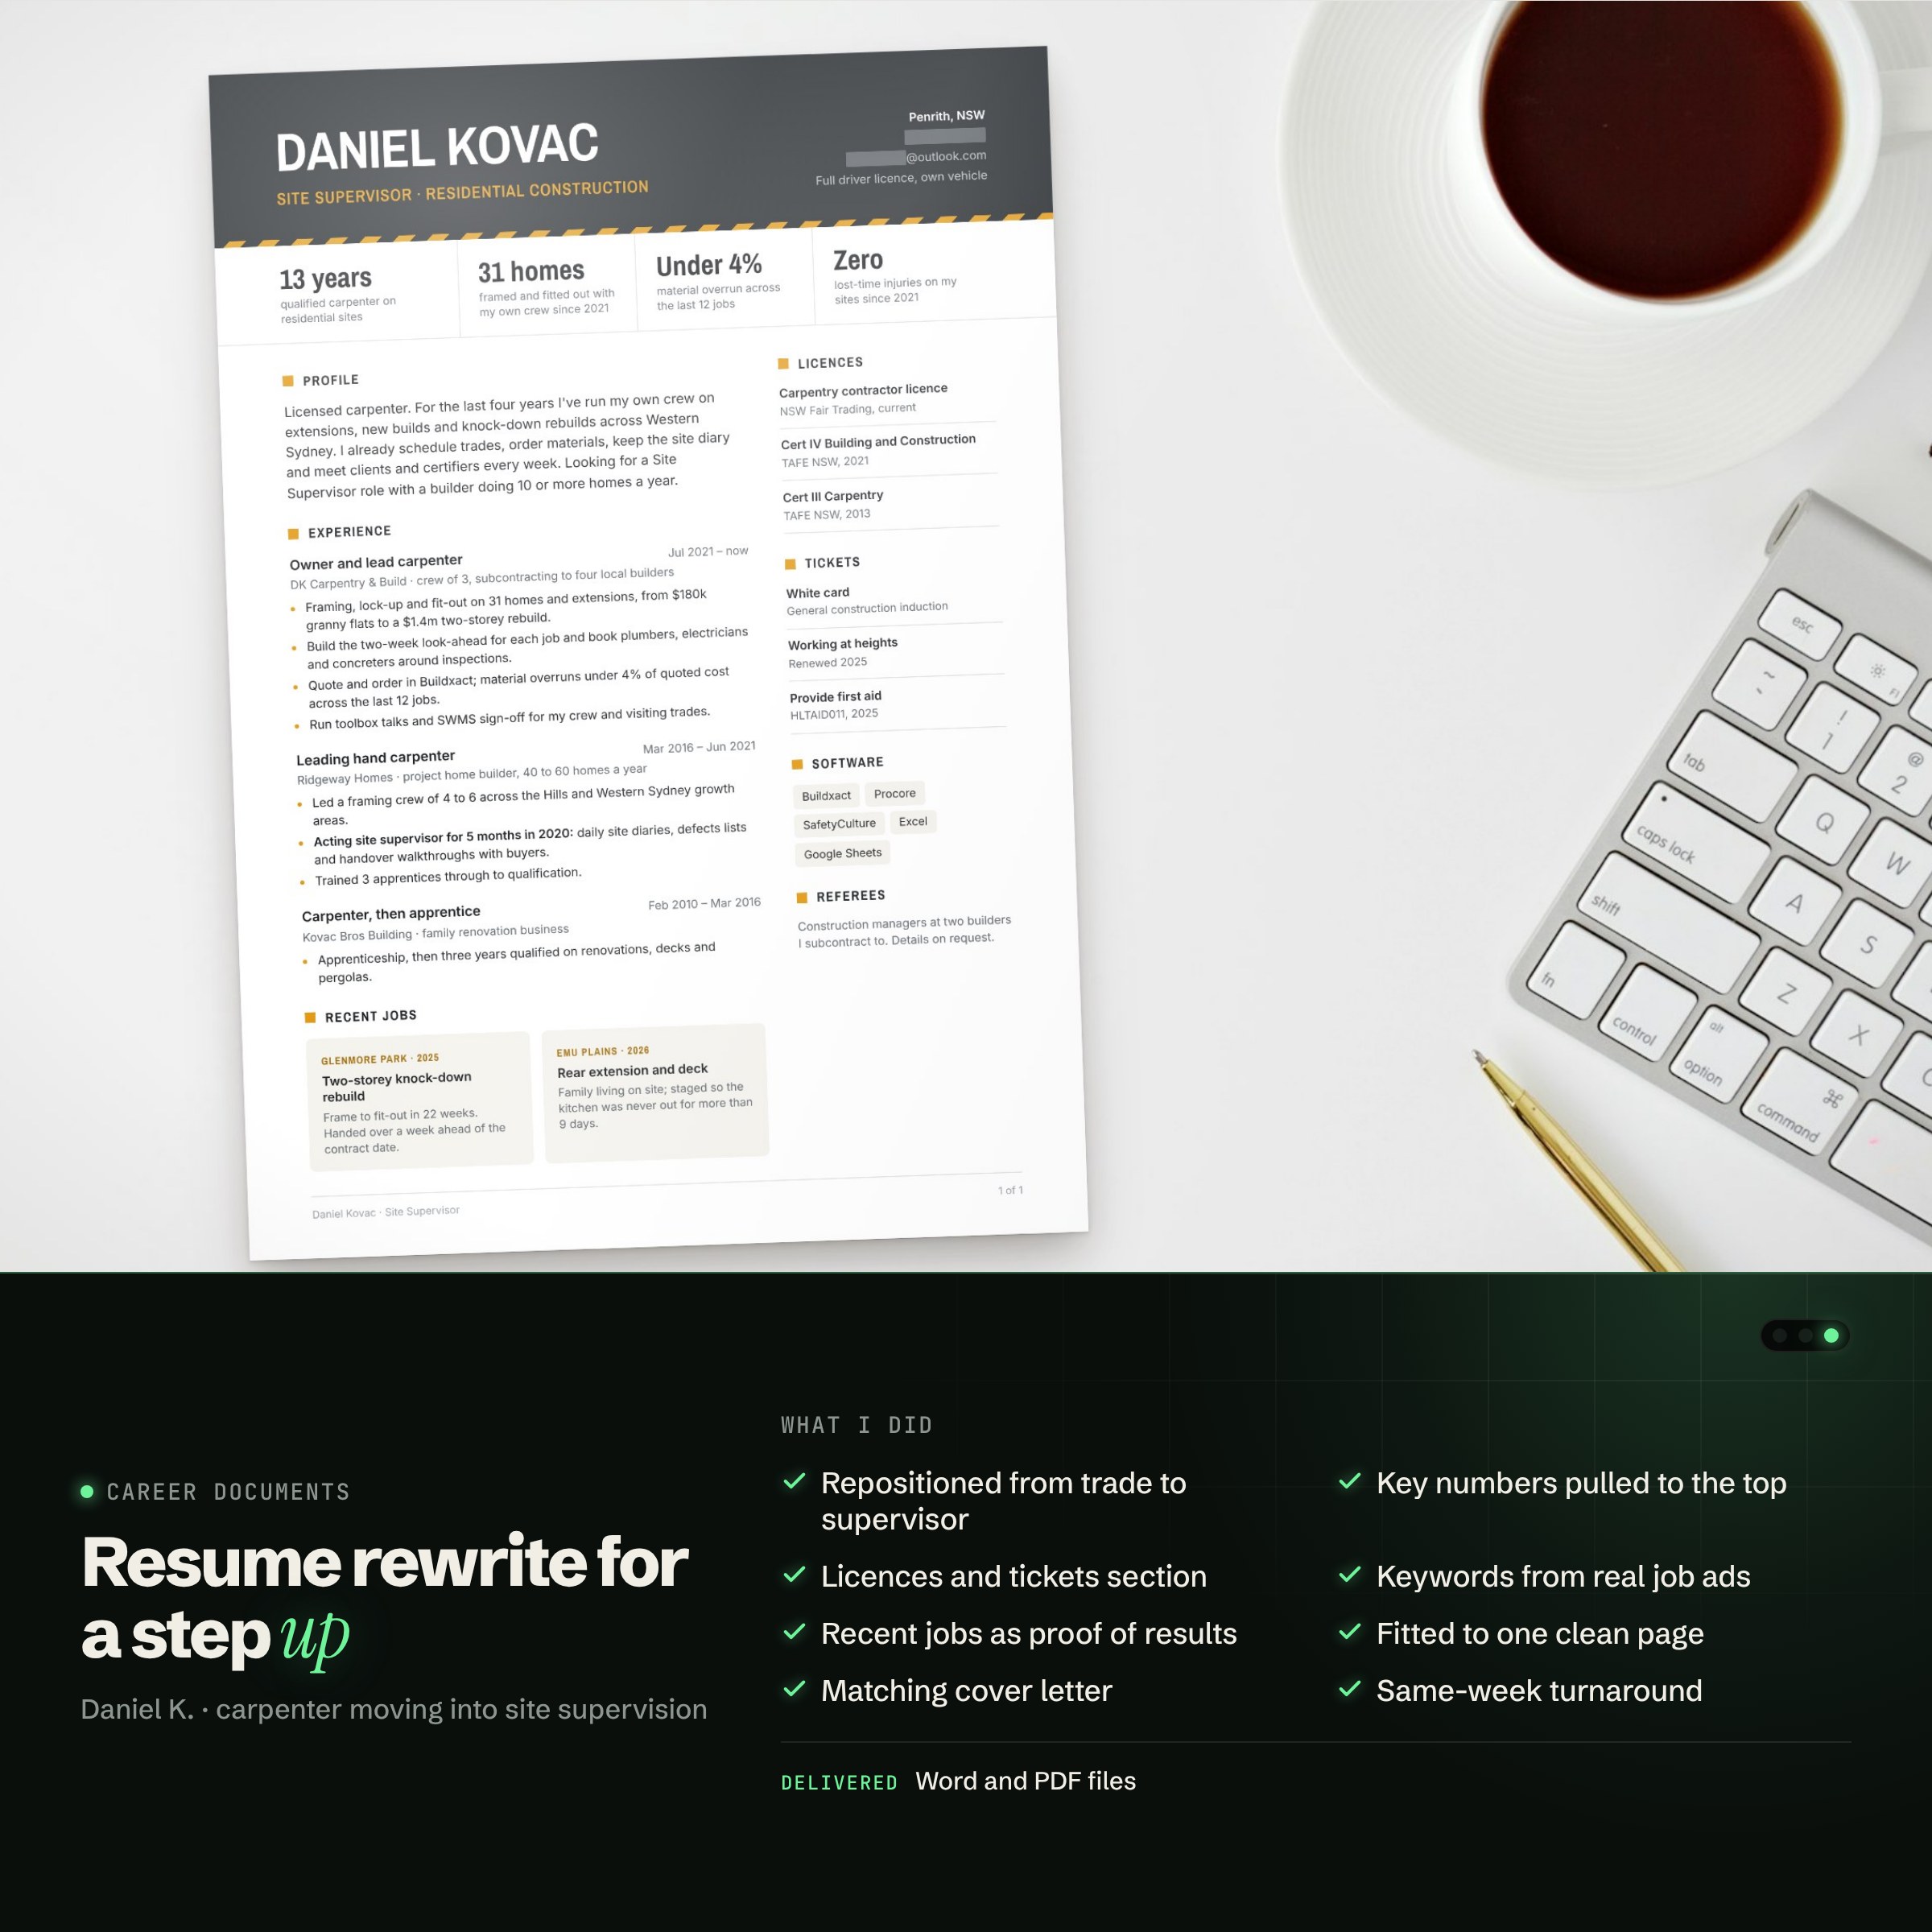 DANIEL KOVAC
SITE SUPERVISOR · RESIDENTIAL CONSTRUCTION
Penrith, NSW
@outlook.com
Full driver licence, own vehicle
13 years
qualified carpenter on
residential sites
31 homes
framed and fitted out with
my own crew since 2021
Under 4%
material overrun across
the last 12 jobs
Zero
lost-time injuries on my
sites since 2021
PROFILE
Licensed carpenter. For the last four years I've run my own crew on
extensions, new builds and knock-down rebuilds across Western
Sydney. I already schedule trades, order materials, keep the site diary
and meet clients and certifiers every week. Looking for a Site
Supervisor role with a builder doing 10 or more homes a year.
EXPERIENCE
Owner and lead carpenter
Jul 2021 – now
DK Carpentry & Build · crew of 3, subcontracting to four local builders
• Framing, lock-up and fit-out on 31 homes and extensions, from $180k
granny flats to a $1.4m two-storey rebuild.
• Build the two-week look-ahead for each job and book plumbers, electricians
and concreters around inspections.
• Quote and order in Buildxact; material overruns under 4% of quoted cost
across the last 12 jobs.
• Run toolbox talks and SWMS sign-off for my crew and visiting trades.
Leading hand carpenter
Mar 2016 – Jun 2021
Ridgeway Homes · project home builder, 40 to 60 homes a year
• Led a framing crew of 4 to 6 across the Hills and Western Sydney growth
areas.
• Acting site supervisor for 5 months in 2020: daily site diaries, defects lists
and handover walkthroughs with buyers.
• Trained 3 apprentices through to qualification.
Carpenter, then apprentice
Feb 2010 – Mar 2016
Kovac Bros Building · family renovation business
• Apprenticeship, then three years qualified on renovations, decks and
pergolas.
RECENT JOBS
GLENMORE PARK · 2025
Two-storey knock-down
rebuild
Frame to fit-out in 22 weeks.
Handed over a week ahead of the
contract date.
EMU PLAINS · 2026
Rear extension and deck
Family living on site; staged so the
kitchen was never out for more than
9 days.
LICENCES
Carpentry contractor licence
NSW Fair Trading, current
Cert IV Building and Construction
TAFE NSW, 2021
Cert III Carpentry
TAFE NSW, 2013
TICKETS
White card
General construction induction
Working at heights
Renewed 2025
Provide first aid
HLTAID011, 2025
SOFTWARE
Buildxact
Procore
SafetyCulture
Excel
Google Sheets
REFEREES
Construction managers at two builders
I subcontract to. Details on request.
Daniel Kovac · Site Supervisor
1 of 1
esc
F1
~
`
!
1
@
2
tab
Q
W
caps lock
A
S
shift
Z
X
fn
control
alt
option
⌘
command
CAREER DOCUMENTS
Resume rewrite for
a step up
Daniel K. · carpenter moving into site supervision
WHAT I DID
Repositioned from trade to
supervisor
Key numbers pulled to the top
Licences and tickets section
Keywords from real job ads
Recent jobs as proof of results
Fitted to one clean page
Matching cover letter
Same-week turnaround
DELIVERED Word and PDF files